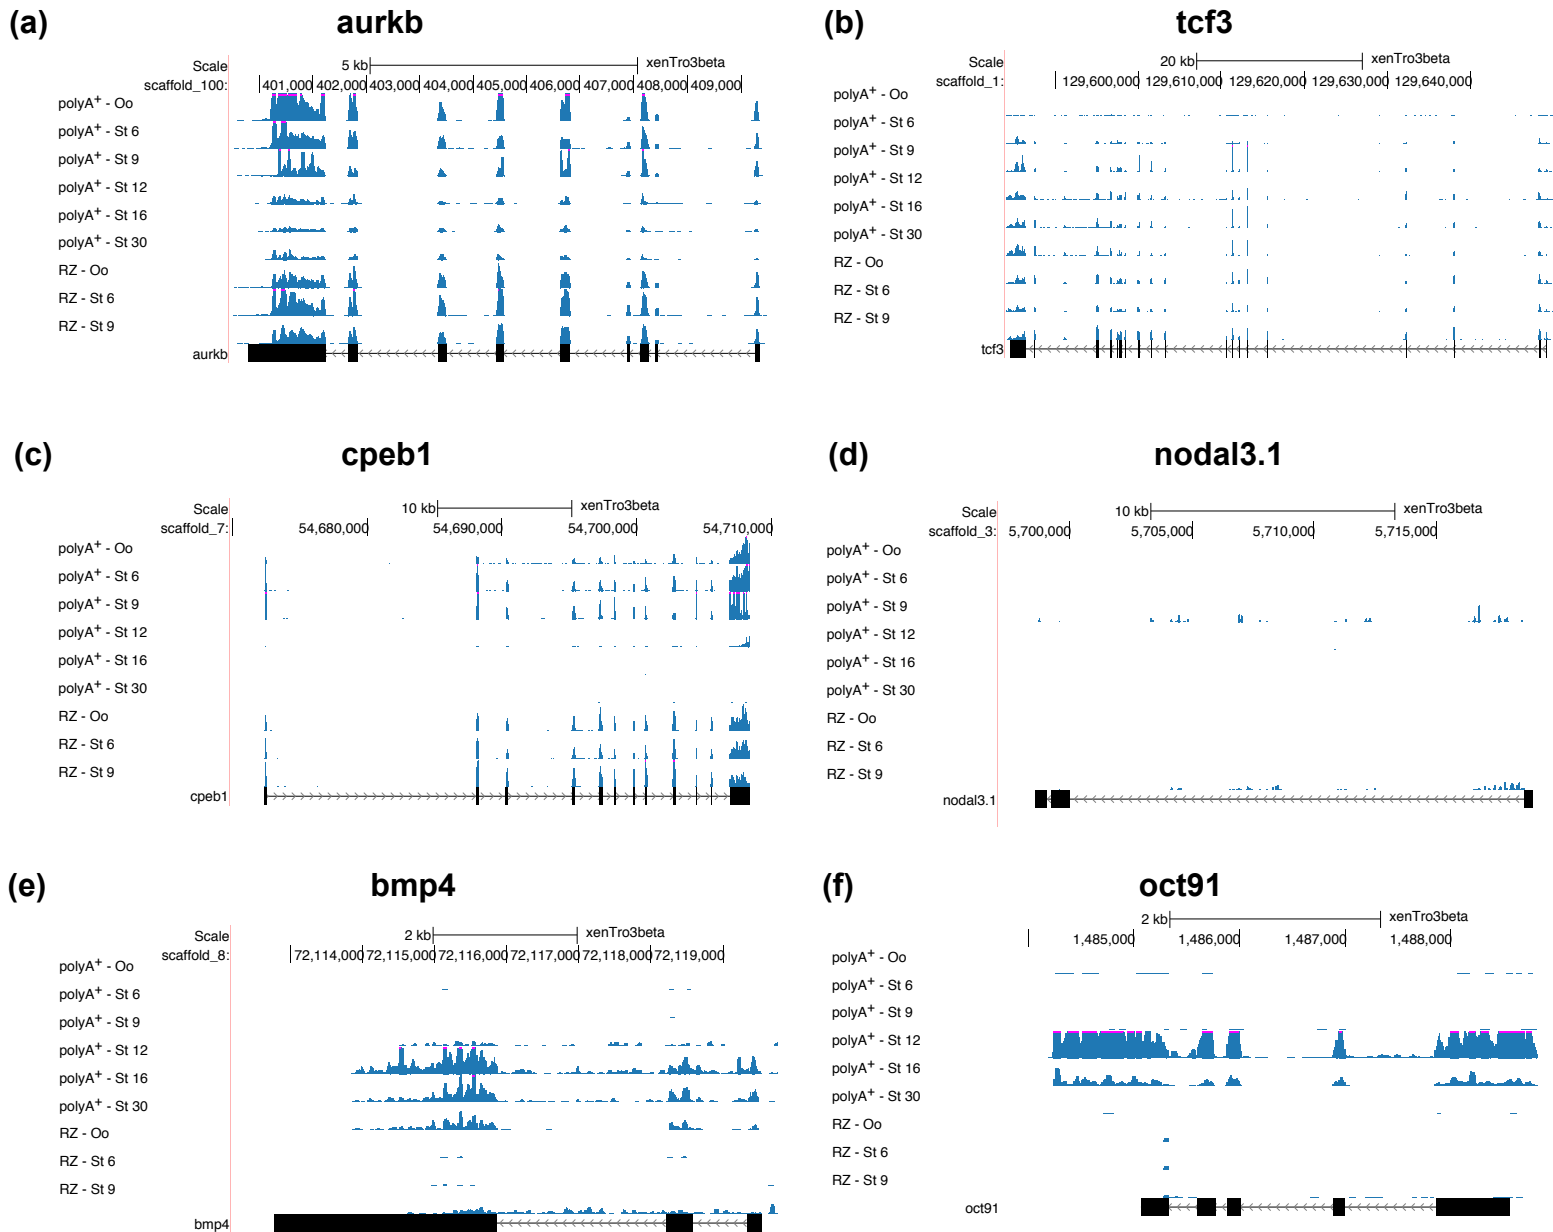 (a) aurkb
Scale 5 kb xenTro3beta
scaffold_100: 401,000 402,000 403,000 404,000 405,000 406,000 407,000 408,000 409,000
polyA+ - Oo
polyA+ - St 6
polyA+ - St 9
polyA+ - St 12
polyA+ - St 16
polyA+ - St 30
RZ - Oo
RZ - St 6
RZ - St 9
aurkb
(b) tcf3
Scale 20 kb xenTro3beta
scaffold_1: 129,600,000 129,610,000 129,620,000 129,630,000 129,640,000
polyA+ - Oo
polyA+ - St 6
polyA+ - St 9
polyA+ - St 12
polyA+ - St 16
polyA+ - St 30
RZ - Oo
RZ - St 6
RZ - St 9
tcf3
(c) cpeb1
Scale 10 kb xenTro3beta
scaffold_7: 54,680,000 54,690,000 54,700,000 54,710,000
polyA+ - Oo
polyA+ - St 6
polyA+ - St 9
polyA+ - St 12
polyA+ - St 16
polyA+ - St 30
RZ - Oo
RZ - St 6
RZ - St 9
cpeb1
(d) nodal3.1
Scale 10 kb xenTro3beta
scaffold_3: 5,700,000 5,705,000 5,710,000 5,715,000
polyA+ - Oo
polyA+ - St 6
polyA+ - St 9
polyA+ - St 12
polyA+ - St 16
polyA+ - St 30
RZ - Oo
RZ - St 6
RZ - St 9
nodal3.1
(e) bmp4
Scale 2 kb xenTro3beta
scaffold_8: 72,114,000 72,115,000 72,116,000 72,117,000 72,118,000 72,119,000
polyA+ - Oo
polyA+ - St 6
polyA+ - St 9
polyA+ - St 12
polyA+ - St 16
polyA+ - St 30
RZ - Oo
RZ - St 6
RZ - St 9
bmp4
(f) oct91
2 kb xenTro3beta
1,485,000 1,486,000 1,487,000 1,488,000
polyA+ - Oo
polyA+ - St 6
polyA+ - St 9
polyA+ - St 12
polyA+ - St 16
polyA+ - St 30
RZ - Oo
RZ - St 6
RZ - St 9
oct91